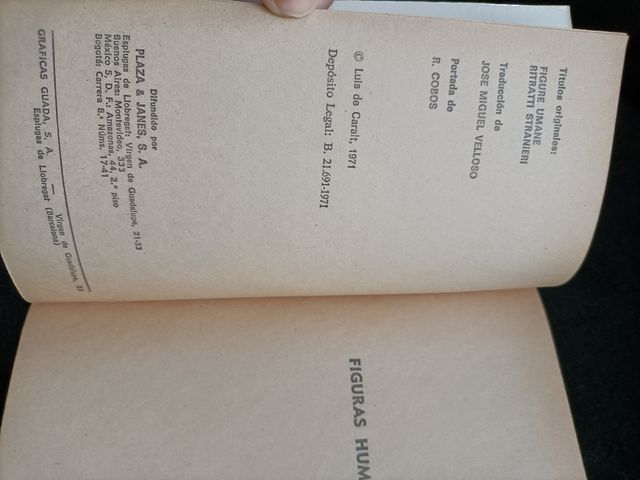 Títulos originales:
FIGURE UMANE
RITRATTI STRANIERI
Traducción de
JOSE MIGUEL VELLOSO
Portada de
R. COBOS
© Luis de Caralt, 1971
Depósito Legal: B. 21.691-1971
Difundido por
PLAZA & JANES, S. A.
Esplugas de Llobregat: Virgen de Guadalupe, 21-33
Buenos Aires: Montevideo, 333
México 5, D. F.: Amazonas, 44, 2.º piso
Bogotá: Carrera 8.ª Núms. 17-41
GRAFICAS GUADA, S. A. — Virgen de Guadalupe, 33
Esplugas de Llobregat (Barcelona)
FIGURAS HUM